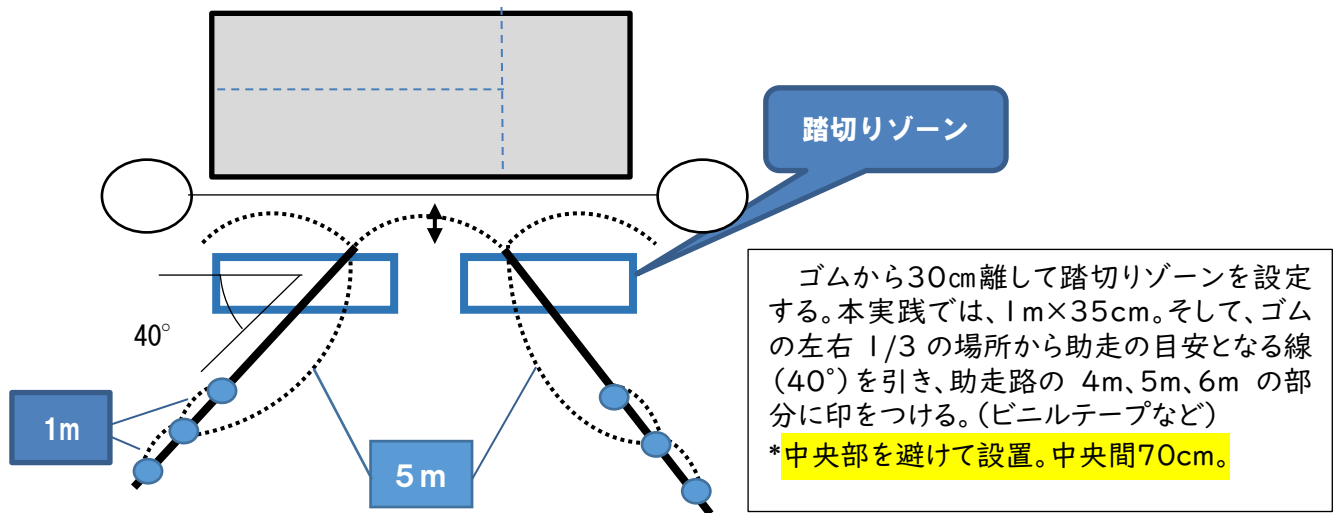 踏切りゾーン
ゴムから30㎝離して踏切りゾーンを設定
する。本実践では、1m×35cm。そして、ゴム
の左右 1/3 の場所から助走の目安となる線
(40°)を引き、助走路の 4m、5m、6m の部
分に印をつける。(ビニルテープなど)
*中央部を避けて設置。中央間70cm。
40°
1m
5m